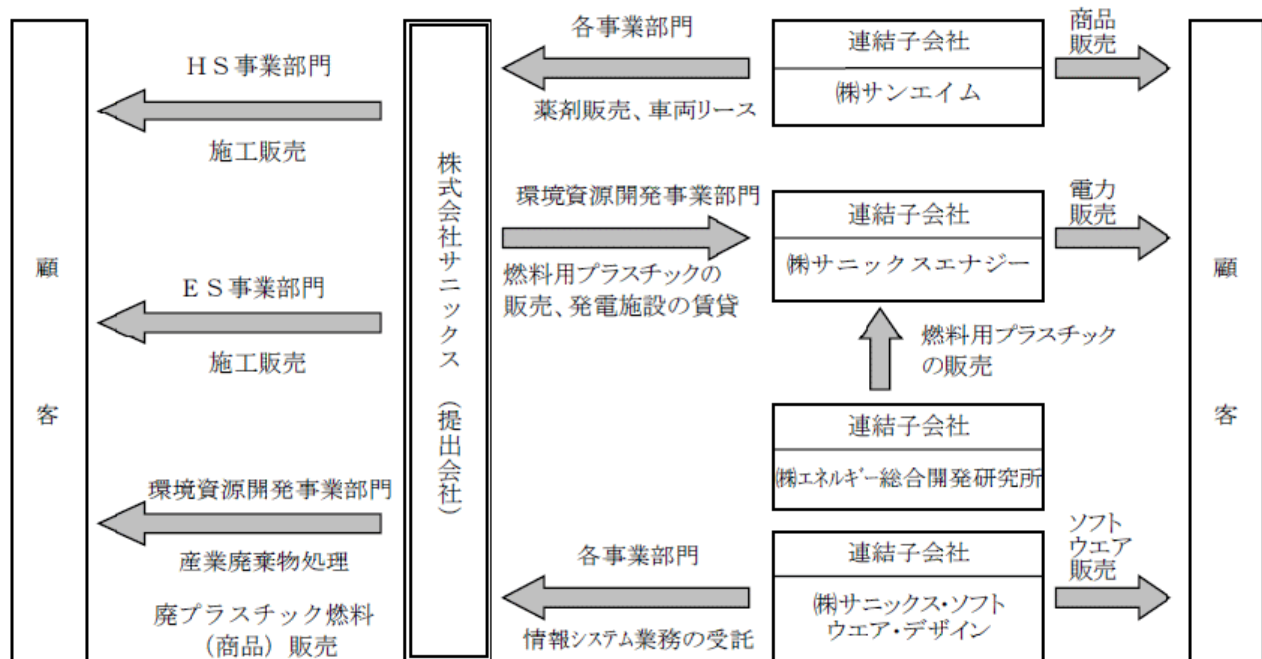 顧客
ＨＳ事業部門
施工販売
ＥＳ事業部門
施工販売
環境資源開発事業部門
産業廃棄物処理
廃プラスチック燃料
（商品）販売
株式会社サニックス（提出会社）
各事業部門
薬剤販売、車両リース
環境資源開発事業部門
燃料用プラスチックの
販売、発電施設の賃貸
各事業部門
情報システム業務の受託
連結子会社
㈱サンエイム
連結子会社
㈱サニックスエナジー
燃料用プラスチック
の販売
連結子会社
㈱エネルギー総合開発研究所
連結子会社
㈱サニックス・ソフト
ウエア・デザイン
商品
販売
電力
販売
ソフト
ウエア
販売
顧客